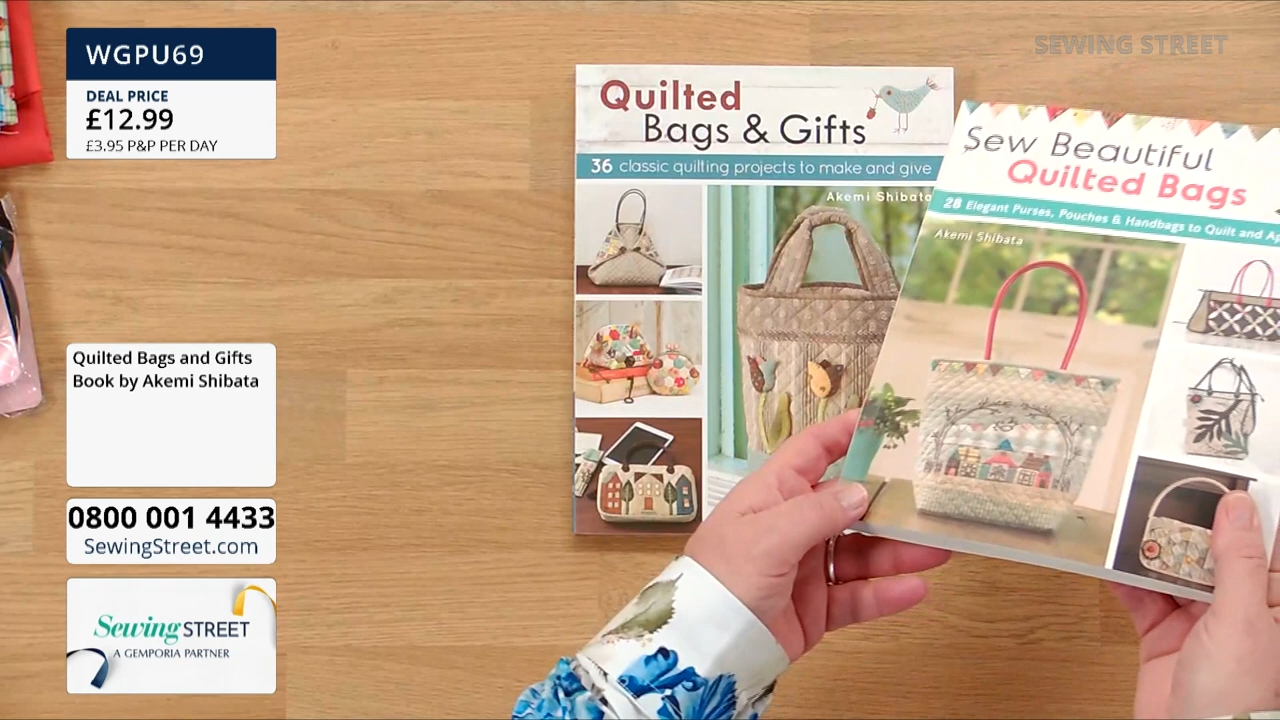 WGPU69
DEAL PRICE
£12.99
£3.95 P&P PER DAY
Quilted Bags and Gifts
Book by Akemi Shibata
0800 001 4433
SewingStreet.com
Sewing STREET
A GEMPORIA PARTNER
SEWING STREET
Quilted
Bags & Gifts
36 classic quilting projects to make and give
Akemi Shibata
Sew Beautiful
Quilted Bags
28 Elegant Purses, Pouches & Handbags to Quilt and
Akemi Shibata